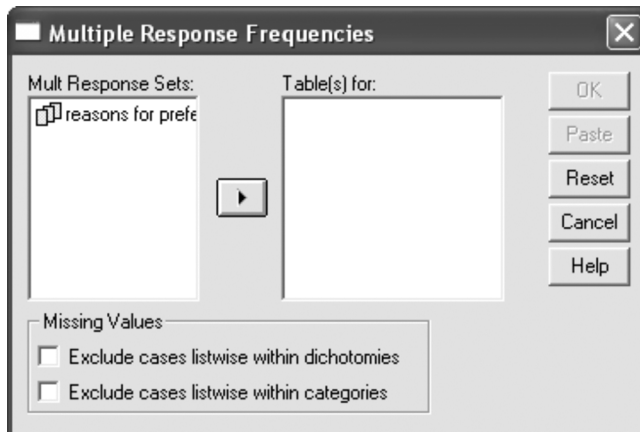 Multiple Response Frequencies
Mult Response Sets:
reasons for prefe
Table(s) for:
OK
Paste
Reset
Cancel
Help
Missing Values
Exclude cases listwise within dichotomies
Exclude cases listwise within categories